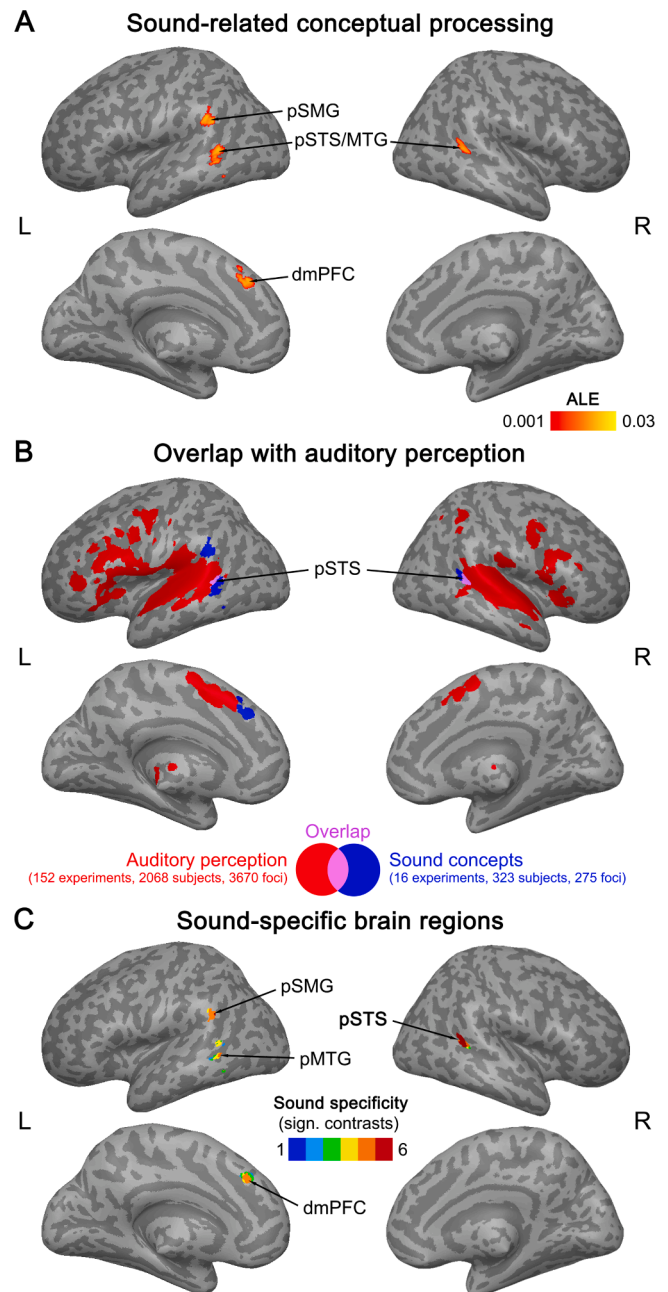 A Sound-related conceptual processing
pSMG
pSTS/MTG
L R
dmPFC
ALE
0.001 0.03
B Overlap with auditory perception
pSTS
L R
Overlap
Auditory perception Sound concepts
(152 experiments, 2068 subjects, 3670 foci) (16 experiments, 323 subjects, 275 foci)
C Sound-specific brain regions
pSMG
pSTS
pMTG
Sound specificity
L (sign. contrasts) R
1 6
dmPFC